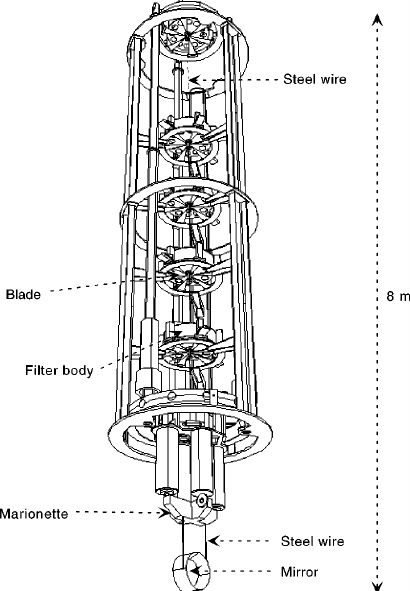 Steel wire
Blade
8 m
Filter body
Marionette
Steel wire
Mirror